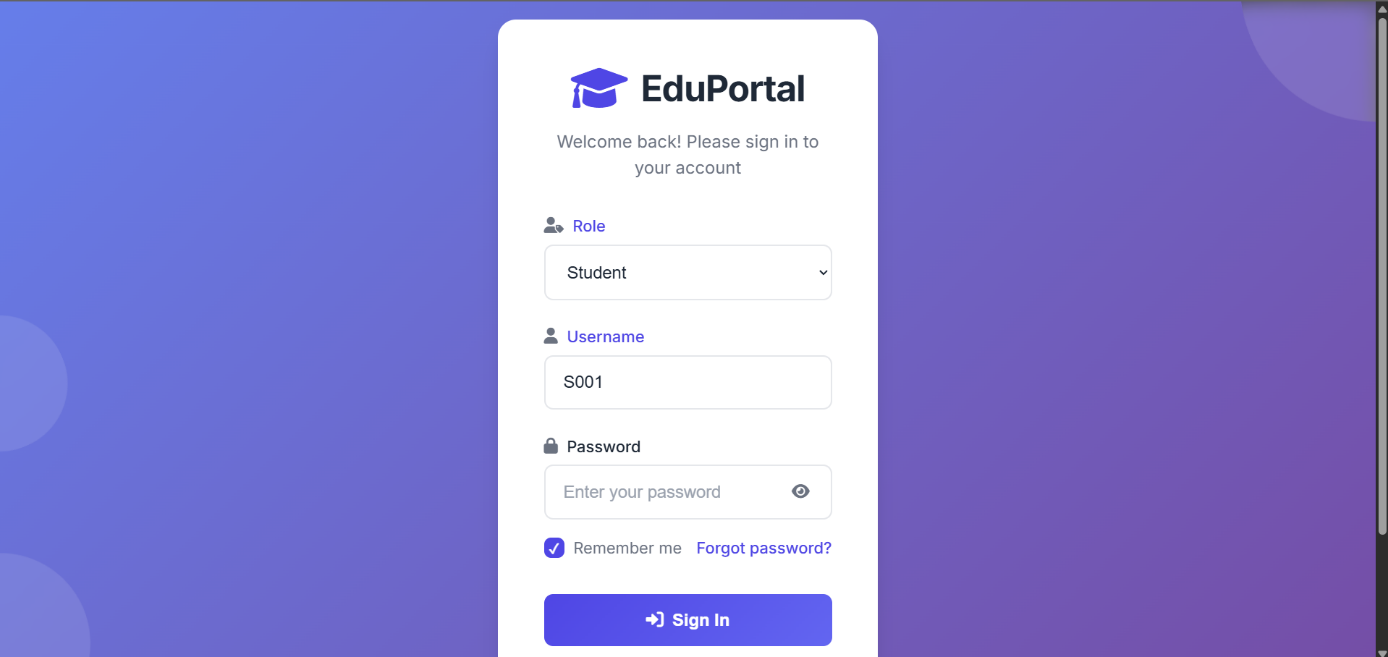 EduPortal
Welcome back! Please sign in to
your account
Role
Student
Username
S001
Password
Enter your password
Remember me Forgot password?
Sign In